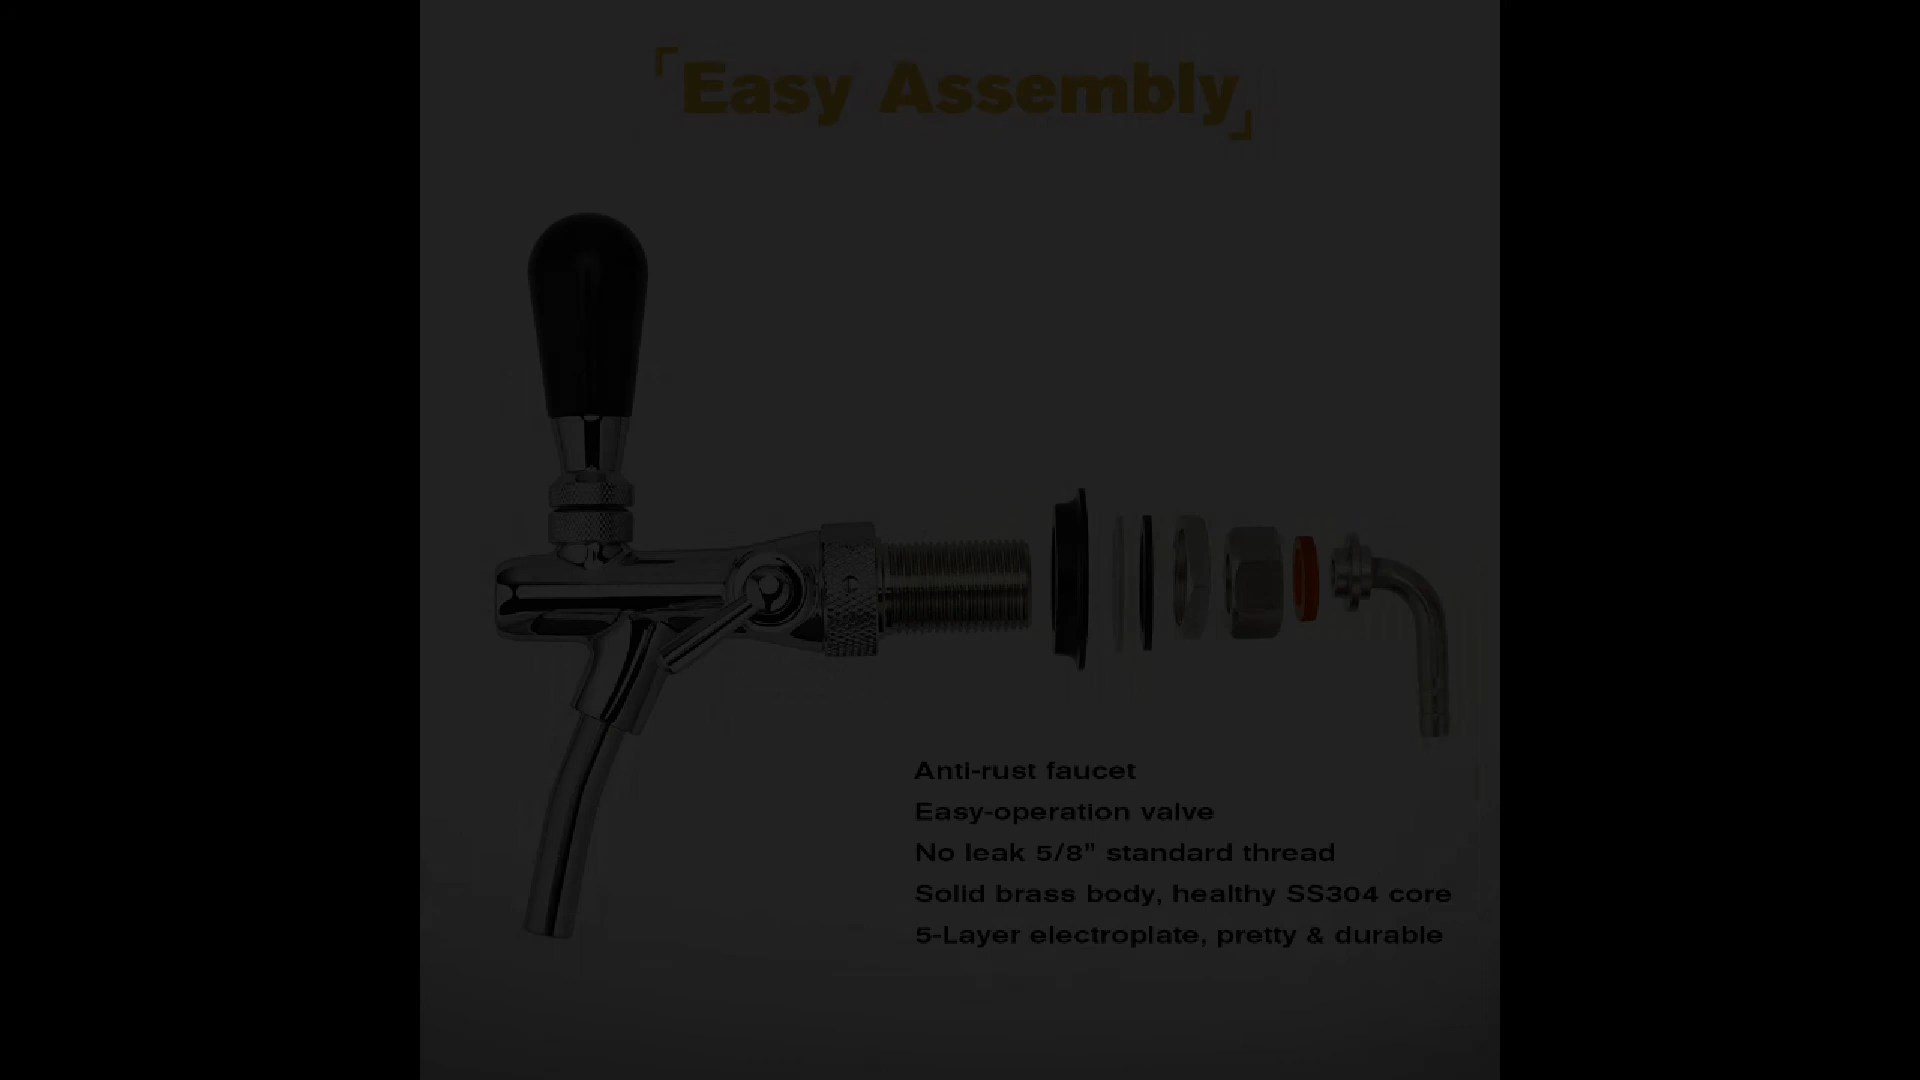 Easy Assembly
Anti-rust faucet
Easy-operation valve
No leak 5/8" standard thread
Solid brass body, healthy SS304 core
5-Layer electroplate, pretty & durable